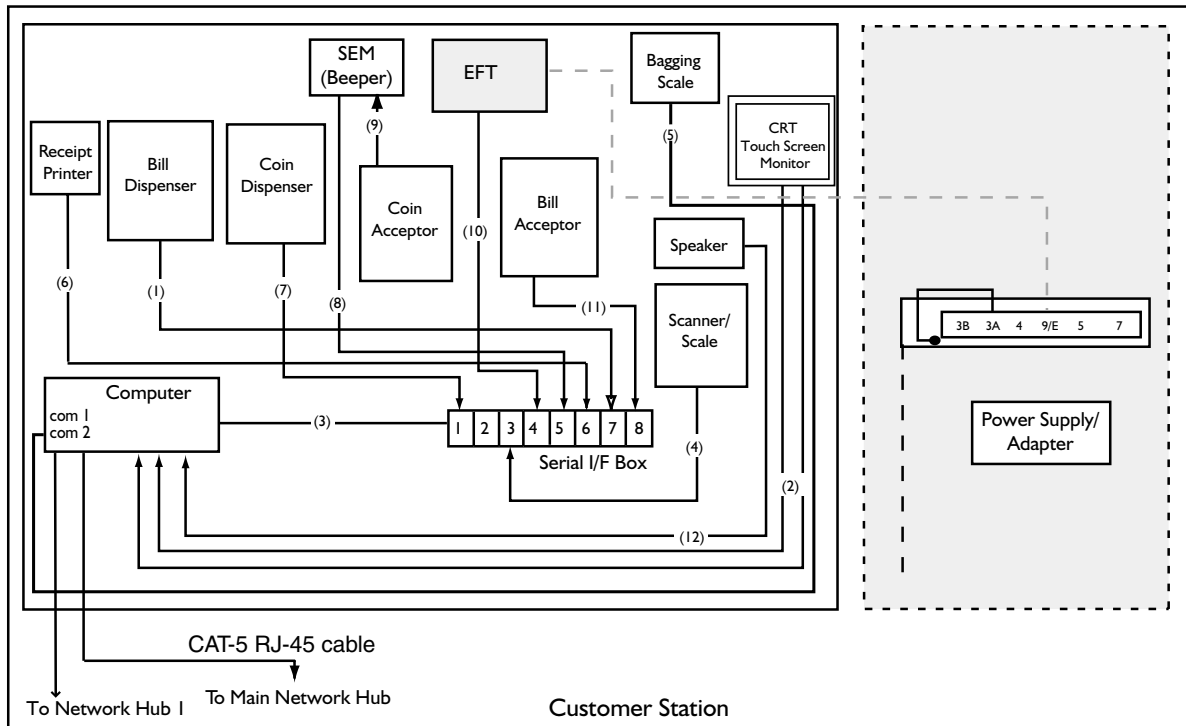 SEM
(Beeper)
EFT
Bagging
Scale
(9)
(5)
CRT
Touch Screen
Monitor
Receipt
Printer
Bill
Dispenser
Coin
Dispenser
Coin
Acceptor
(10)
Bill
Acceptor
Speaker
(6)
(1)
(7)
(8)
(11)
Scanner/
Scale
3B 3A 4 9/E 5 7
Computer
com 1
com 2
(3)
1 2 3 4 5 6 7 8
Serial I/F Box
(4)
(2)
(12)
Power Supply/
Adapter
CAT-5 RJ-45 cable
To Network Hub 1
To Main Network Hub
Customer Station